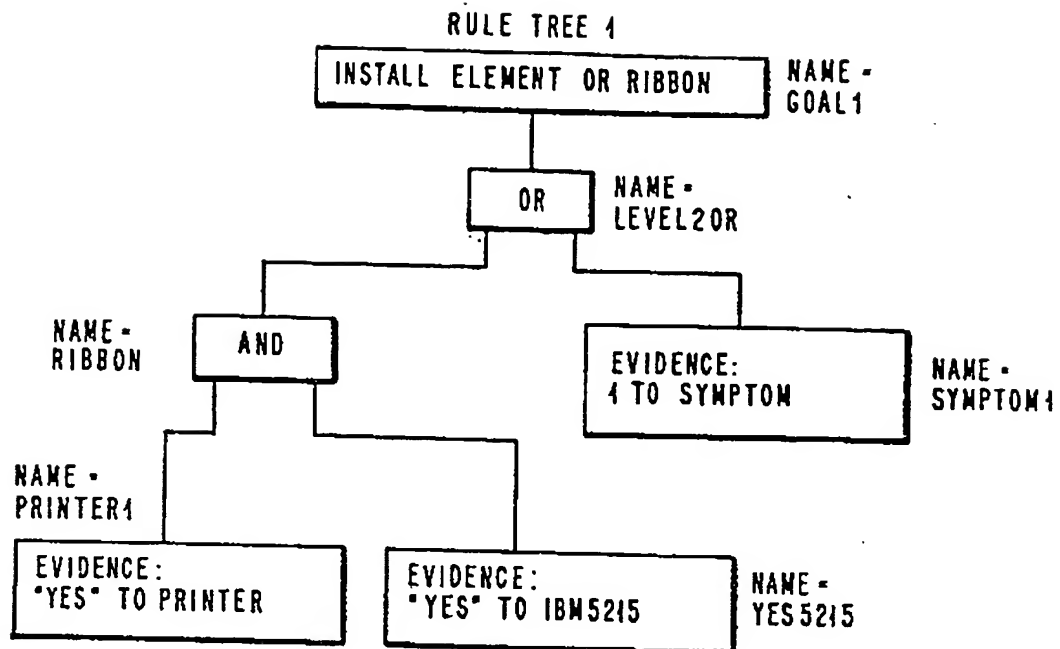 RULE TREE 1
INSTALL ELEMENT OR RIBBON
NAME =
GOAL1
OR
NAME =
LEVEL2OR
NAME =
RIBBON
AND
EVIDENCE:
1 TO SYMPTOM
NAME =
SYMPTOM1
NAME =
PRINTER1
EVIDENCE:
"YES" TO PRINTER
EVIDENCE:
"YES" TO IBM5215
NAME =
YES5215